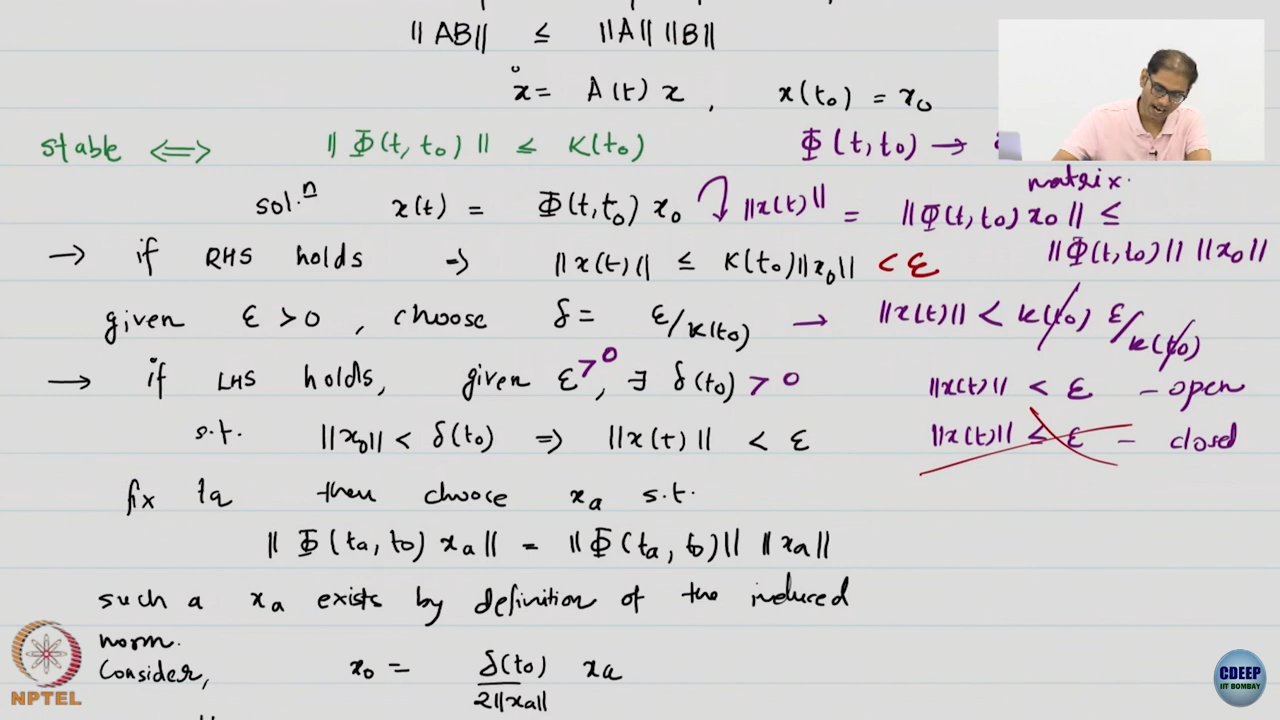 || AB || ≤ ||A|| ||B||
ẋ = A(t) x , x(t₀) = x₀
stable <=> || Φ(t, t₀) || ≤ K(t₀) Φ(t, t₀) →
matrix.
sol.ⁿ x(t) = Φ(t, t₀) x₀ ||x(t)|| = ||Φ(t, t₀) x₀ || ≤
||Φ(t, t₀)|| ||x₀||
→ if RHS holds => ||x(t)|| ≤ K(t₀)||x₀|| < ε
given ε > 0 , choose δ = ε/K(t₀) → ||x(t)|| < K(t₀) ε/K(t₀)
→ if LHS holds, given ε > 0, ∃ δ(t₀) > 0 ||x(t)|| < ε - open
s.t. ||x₀|| < δ(t₀) => ||x(t)|| < ε ||x(t)|| ≤ ε - closed
fix ta then choose xa s.t.
|| Φ(ta, t₀) xa|| = ||Φ(ta, t₀)|| ||xa||
such a xa exists by definition of the induced
norm.
Consider, x₀ = δ(t₀)/2||xa|| xa
NPTEL
CDEEP
IIT BOMBAY